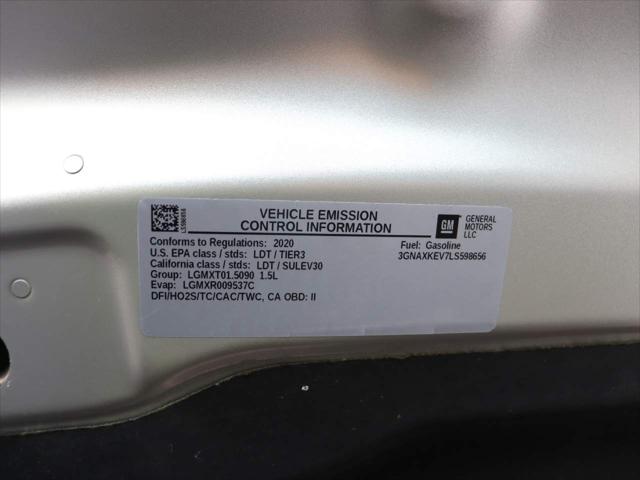 LS598656
VEHICLE EMISSION
CONTROL INFORMATION
GM
GENERAL
MOTORS
LLC
Conforms to Regulations: 2020
U.S. EPA class / stds: LDT / TIER3
California class / stds: LDT / SULEV30
Group: LGMXT01.5090 1.5L
Evap: LGMXR009537C
DFI/HO2S/TC/CAC/TWC, CA OBD: II
Fuel: Gasoline
3GNAXKEV7LS598656